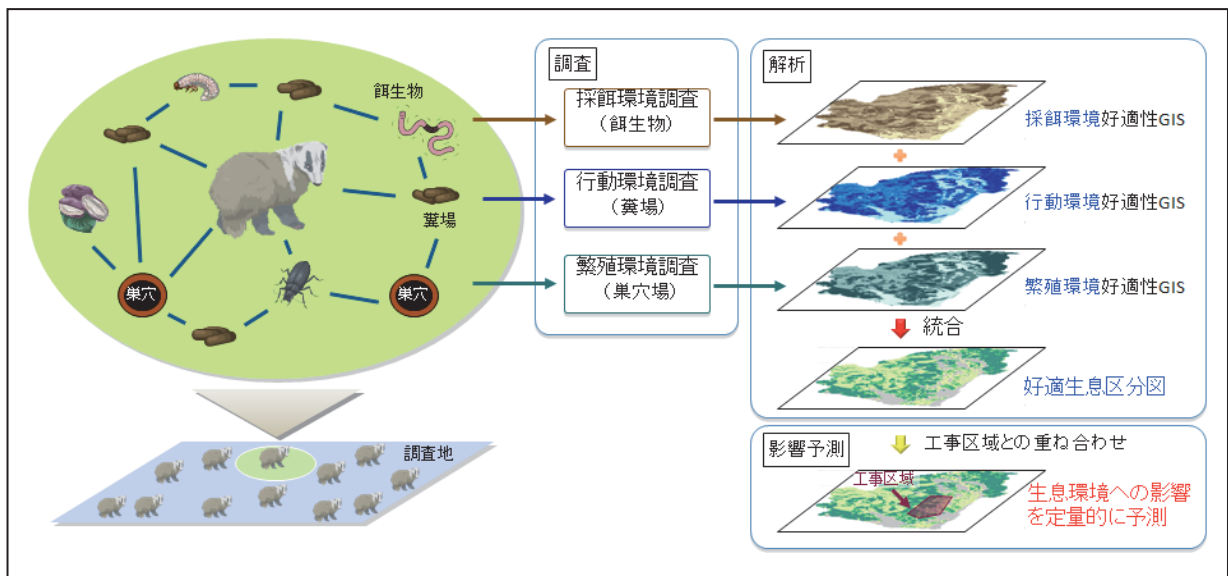 餌生物
糞場
巣穴
巣穴
調査地
調査
採餌環境調査
(餌生物)
行動環境調査
(糞場)
繁殖環境調査
(巣穴場)
解析
採餌環境好適性GIS
行動環境好適性GIS
繁殖環境好適性GIS
統合
好適生息区分図
影響予測
工事区域との重ね合わせ
工事区域
生息環境への影響
を定量的に予測